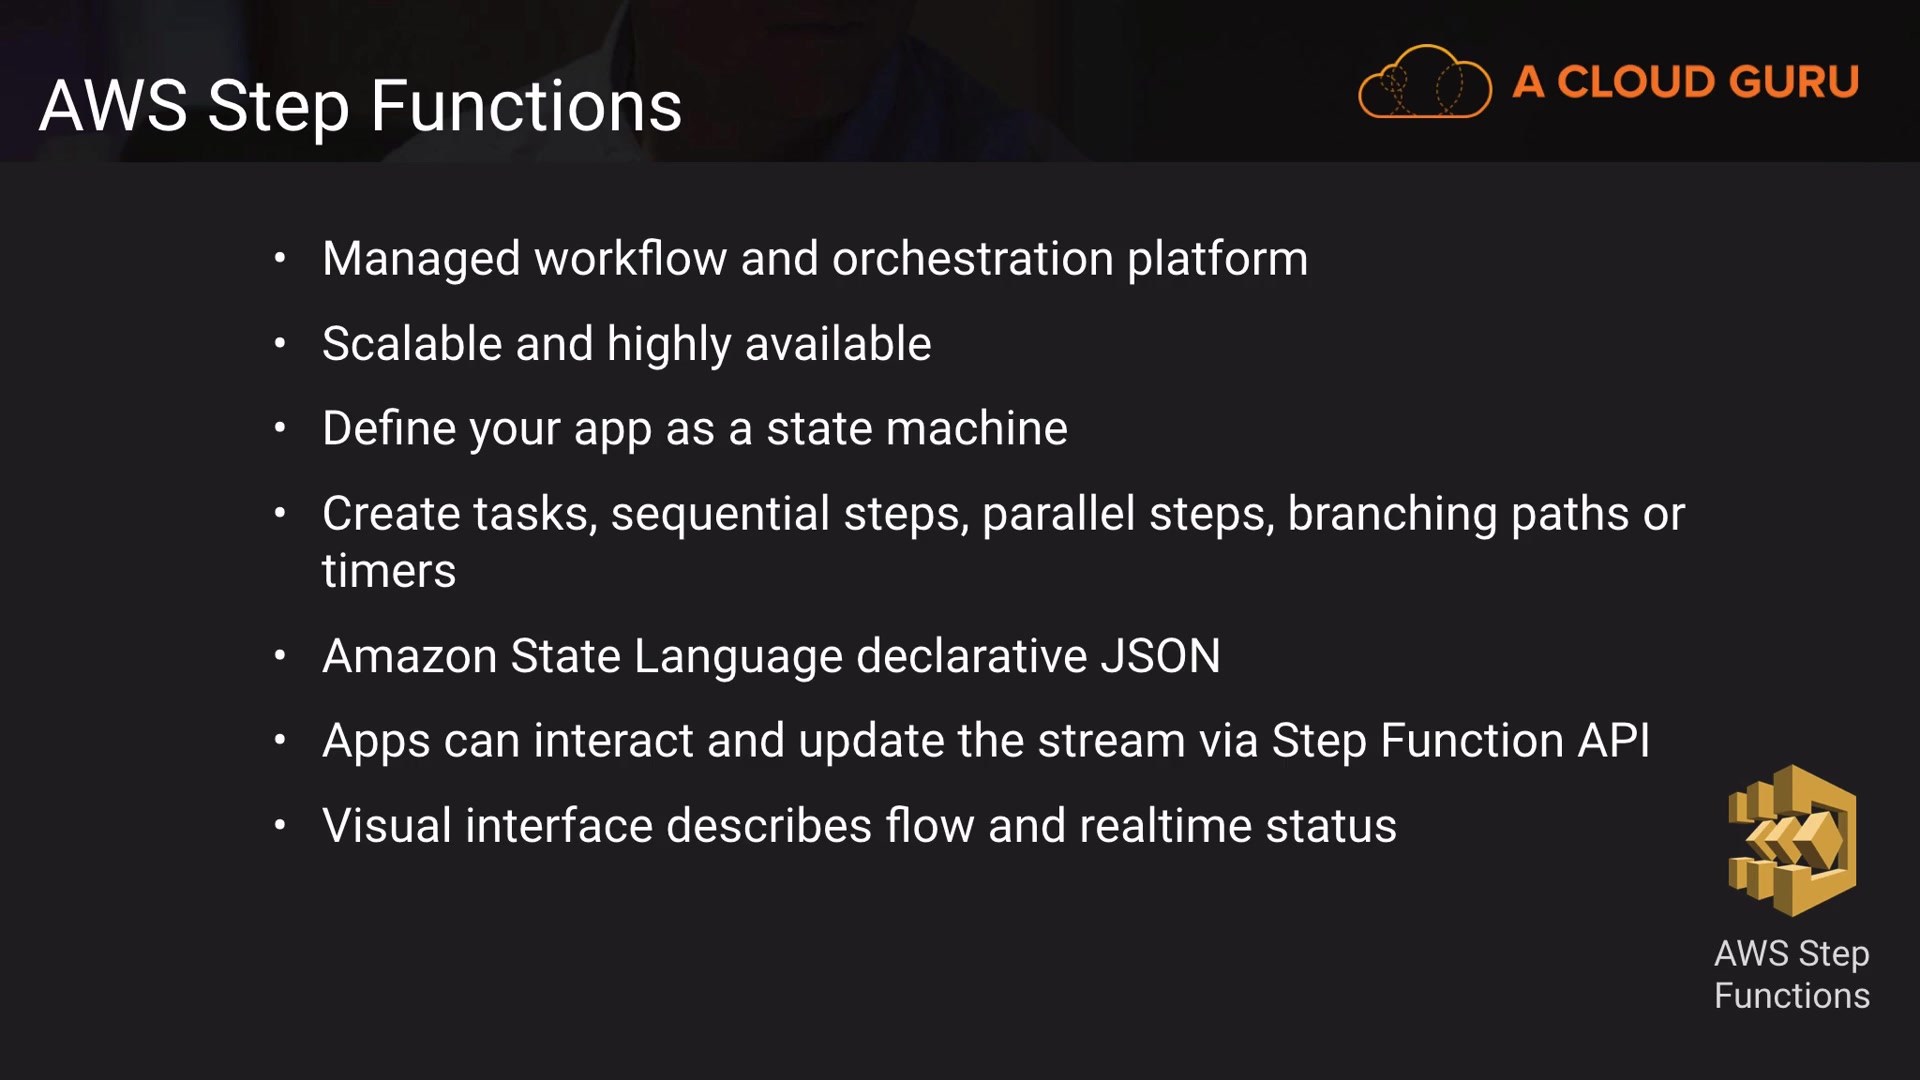 AWS Step Functions
A CLOUD GURU
• Managed workflow and orchestration platform
• Scalable and highly available
• Define your app as a state machine
• Create tasks, sequential steps, parallel steps, branching paths or
timers
• Amazon State Language declarative JSON
• Apps can interact and update the stream via Step Function API
• Visual interface describes flow and realtime status
AWS Step
Functions